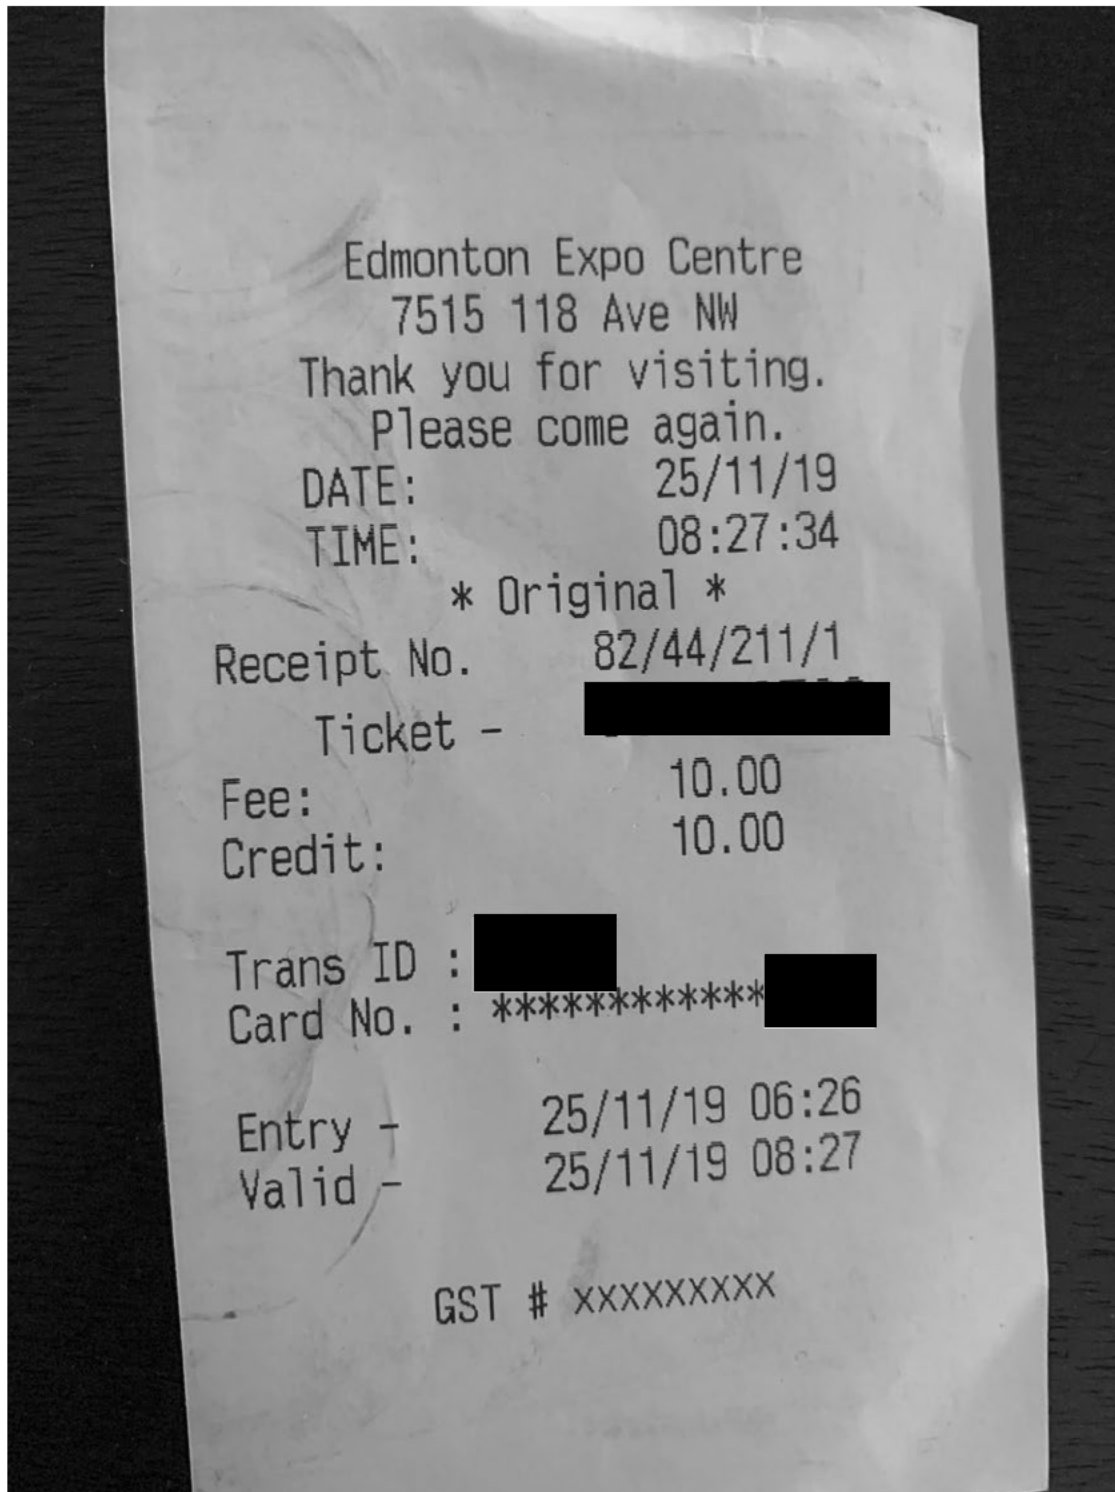 Edmonton Expo Centre
7515 118 Ave NW
Thank you for visiting.
Please come again.
DATE: 25/11/19
TIME: 08:27:34
* Original *
Receipt No. 82/44/211/1
Ticket -
Fee: 10.00
Credit: 10.00
Trans ID :
Card No. : ************
Entry - 25/11/19 06:26
Valid - 25/11/19 08:27
GST # XXXXXXXXX